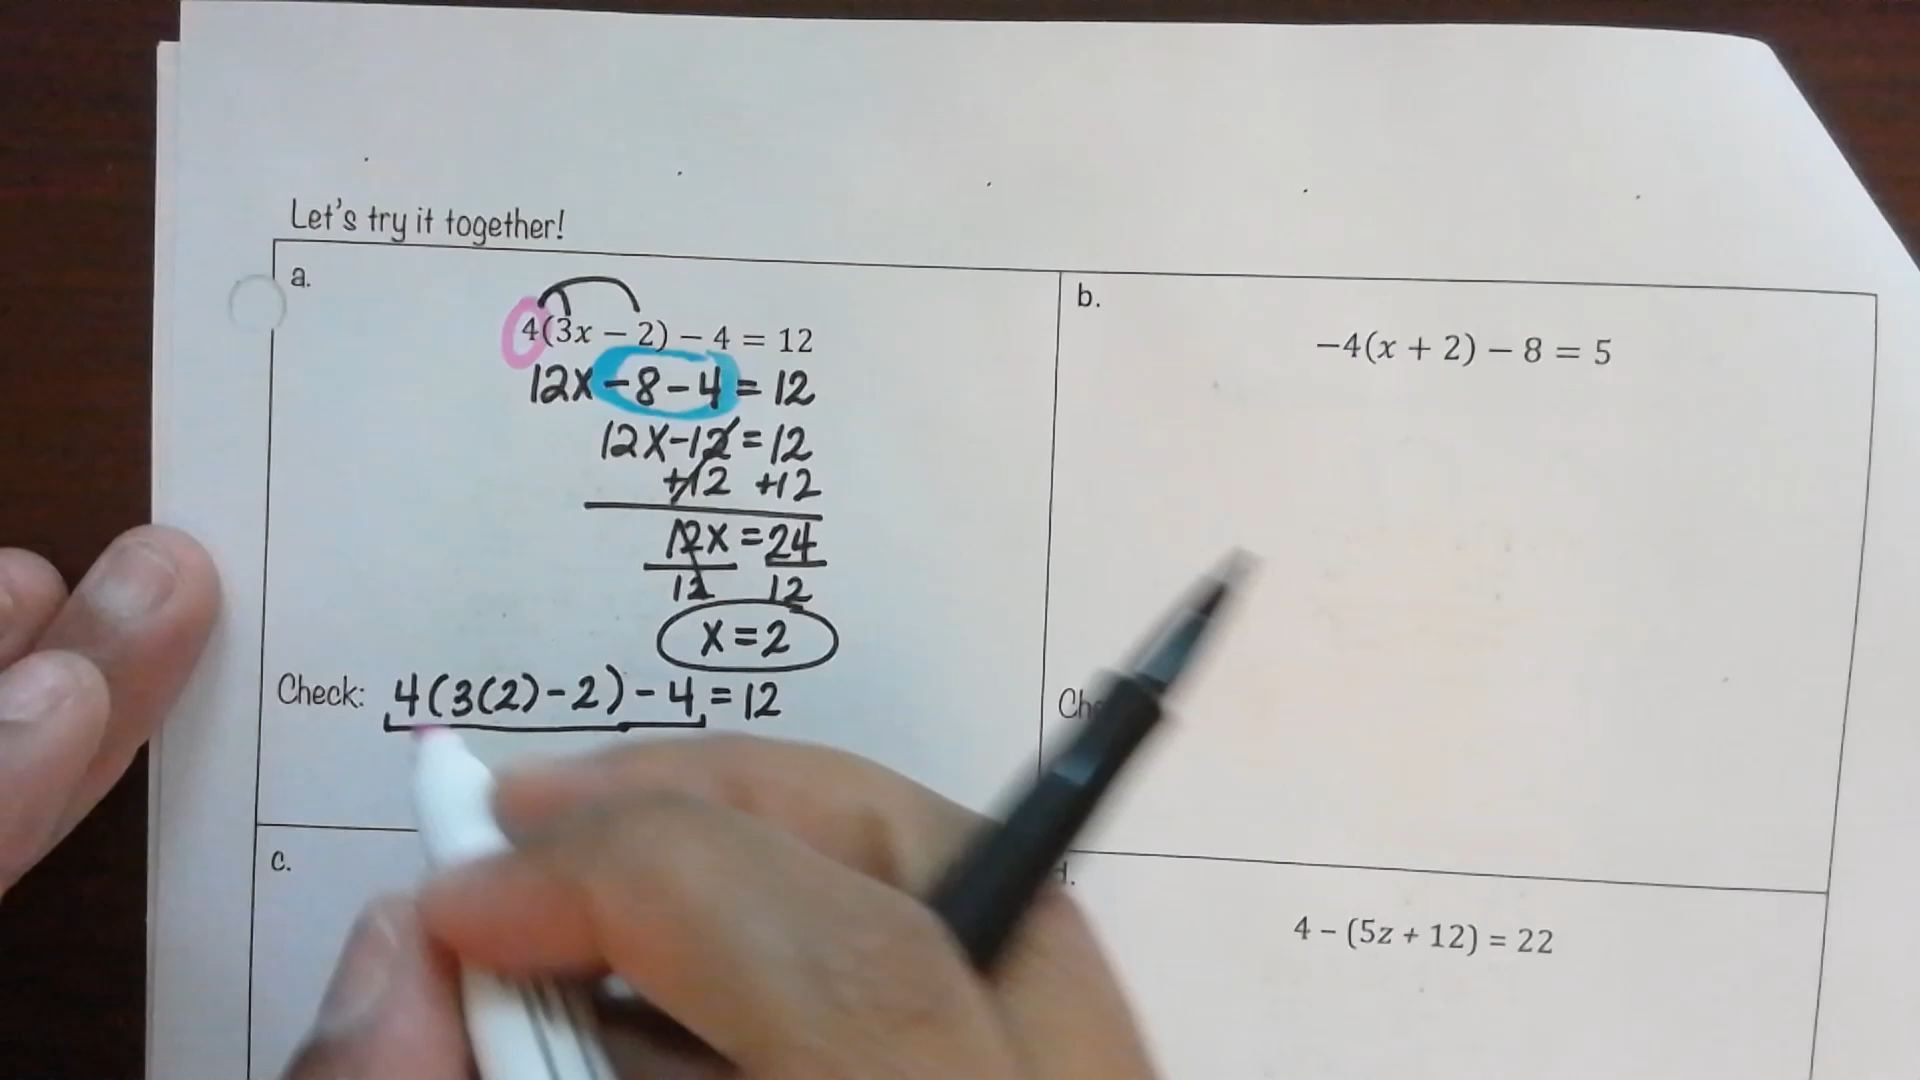 Let's try it together!
a.
4(3x − 2) − 4 = 12
12x -8-4 = 12
12x-12 = 12
+12 +12
12x = 24
12 12
x = 2
Check: 4(3(2)-2) - 4 = 12
b.
−4(x + 2) − 8 = 5
c.
d.
4 − (5z + 12) = 22